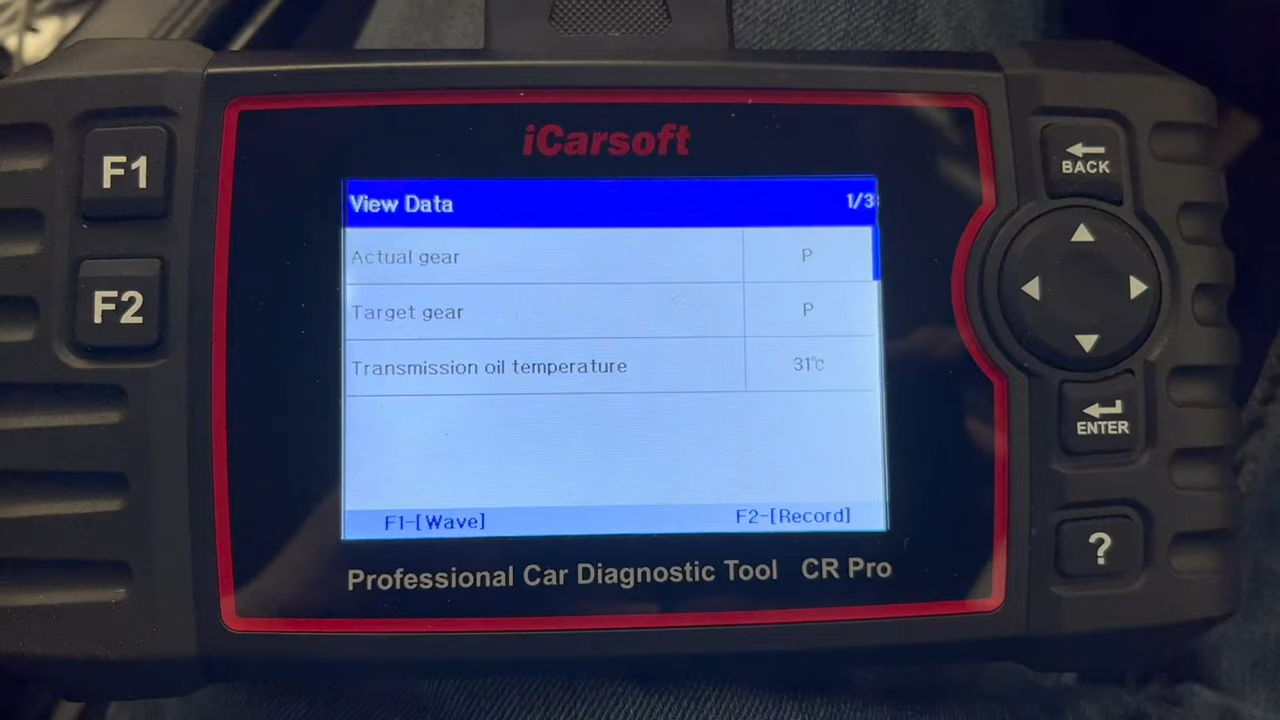 iCarsoft
F1
F2
View Data 1/3
Actual gear P
Target gear P
Transmission oil temperature 31℃
F1-[Wave] F2-[Record]
Professional Car Diagnostic Tool CR Pro
BACK
ENTER
?